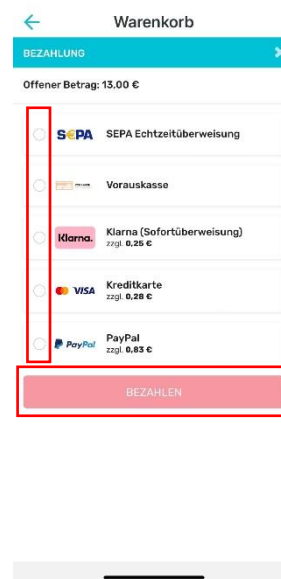 Warenkorb
BEZAHLUNG
Offener Betrag: 13,00 €
SEPA SEPA Echtzeitüberweisung
Vorauskasse
Klarna. Klarna (Sofortüberweisung)
zzgl. 0,25 €
VISA Kreditkarte
zzgl. 0,28 €
PayPal PayPal
zzgl. 0,83 €
BEZAHLEN